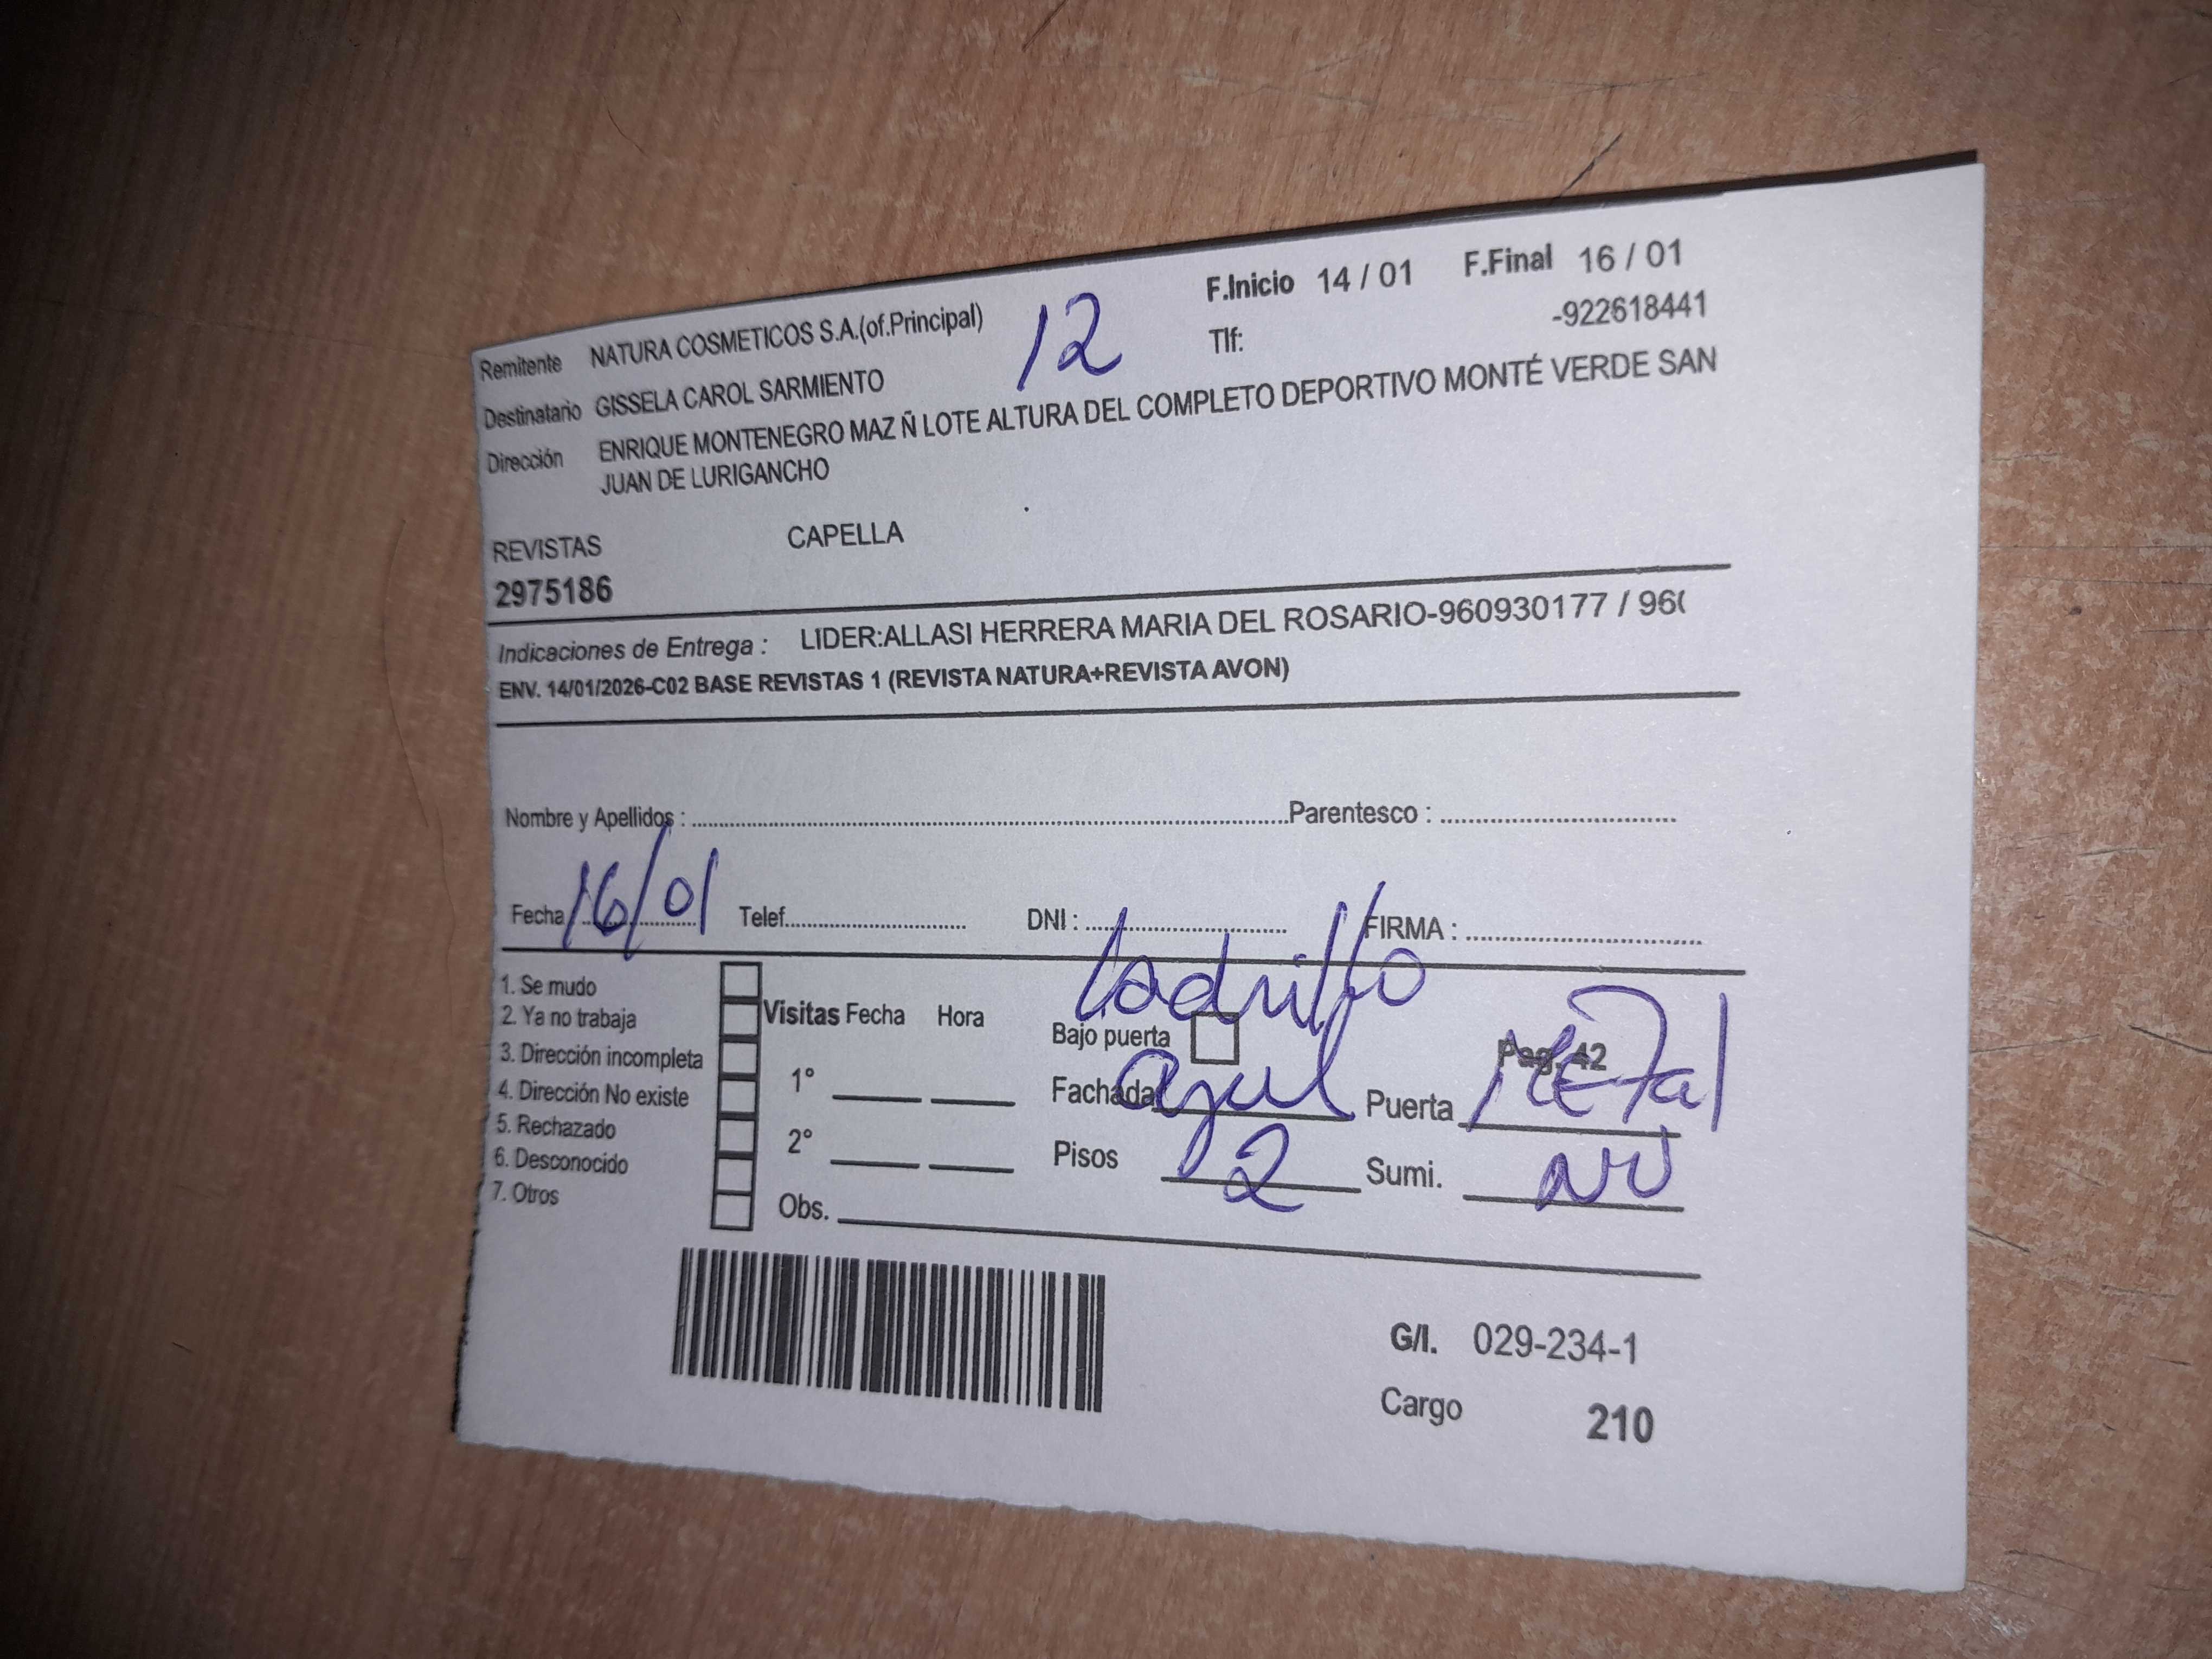 Remitente NATURA COSMETICOS S.A.(of.Principal) 12 F.Inicio 14 / 01 F.Final 16 / 01
Destinatario GISSELA CAROL SARMIENTO Tlf: -922618441
Dirección ENRIQUE MONTENEGRO MAZ Ñ LOTE ALTURA DEL COMPLETO DEPORTIVO MONTÉ VERDE SAN
JUAN DE LURIGANCHO
REVISTAS CAPELLA
2975186
Indicaciones de Entrega : LIDER:ALLASI HERRERA MARIA DEL ROSARIO-960930177 / 960
ENV. 14/01/2026-C02 BASE REVISTAS 1 (REVISTA NATURA+REVISTA AVON)
Nombre y Apellidos : Parentesco :
Fecha 16/01 Telef. DNI : FIRMA :
ladrillo
1. Se mudo
2. Ya no trabaja
3. Dirección incompleta
4. Dirección No existe
5. Rechazado
6. Desconocido
7. Otros
Visitas Fecha Hora
1°
2°
Obs.
Bajo puerta Pag. 42
Fachada azul Puerta METal
Pisos 2 Sumi. NO
G/I. 029-234-1
Cargo 210